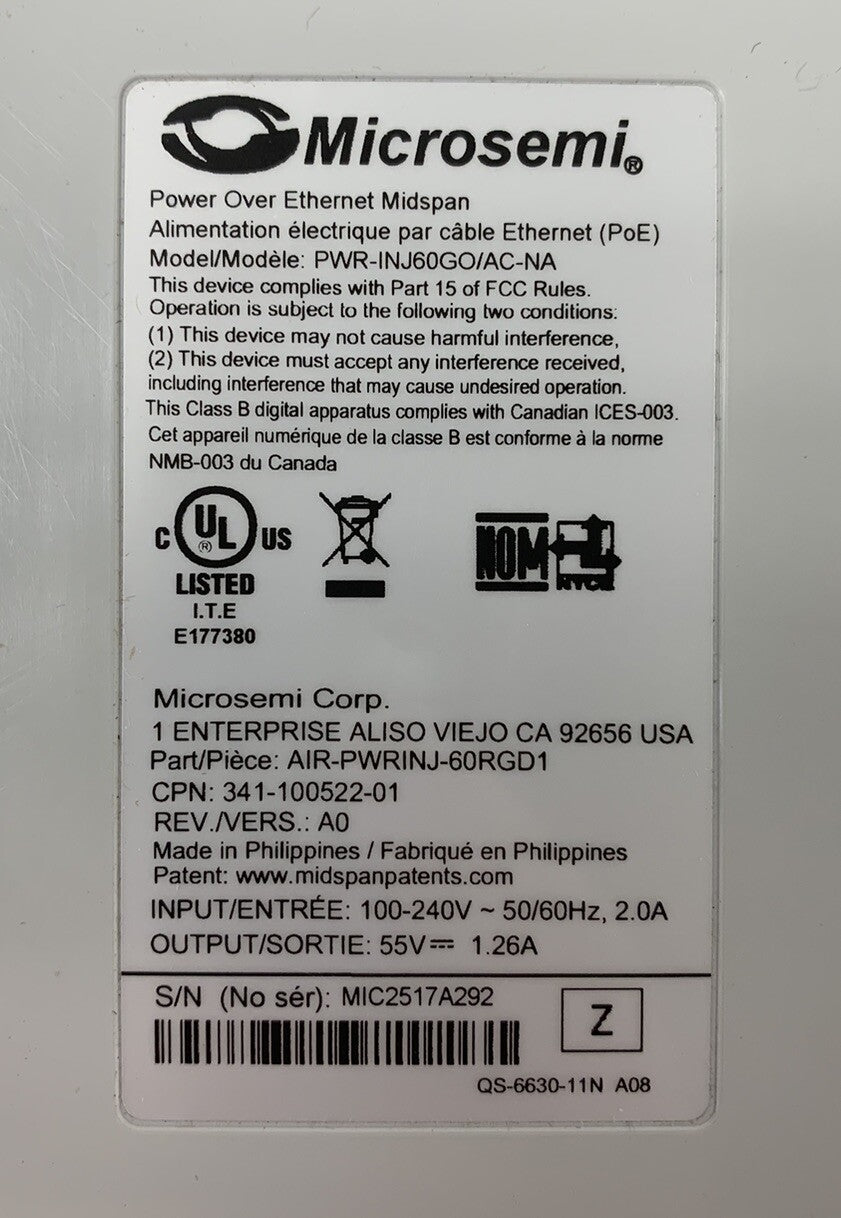 Microsemi®
Power Over Ethernet Midspan
Alimentation électrique par câble Ethernet (PoE)
Model/Modèle: PWR-INJ60GO/AC-NA
This device complies with Part 15 of FCC Rules.
Operation is subject to the following two conditions:
(1) This device may not cause harmful interference,
(2) This device must accept any interference received,
including interference that may cause undesired operation.
This Class B digital apparatus complies with Canadian ICES-003.
Cet appareil numérique de la classe B est conforme à la norme
NMB-003 du Canada
C UL® US
LISTED
I.T.E
E177380
NOM
NYCE
Microsemi Corp.
1 ENTERPRISE ALISO VIEJO CA 92656 USA
Part/Pièce: AIR-PWRINJ-60RGD1
CPN: 341-100522-01
REV./VERS.: A0
Made in Philippines / Fabriqué en Philippines
Patent: www.midspanpatents.com
INPUT/ENTRÉE: 100-240V ~ 50/60Hz, 2.0A
OUTPUT/SORTIE: 55V⎓ 1.26A
S/N (No sér): MIC2517A292
Z
QS-6630-11N A08